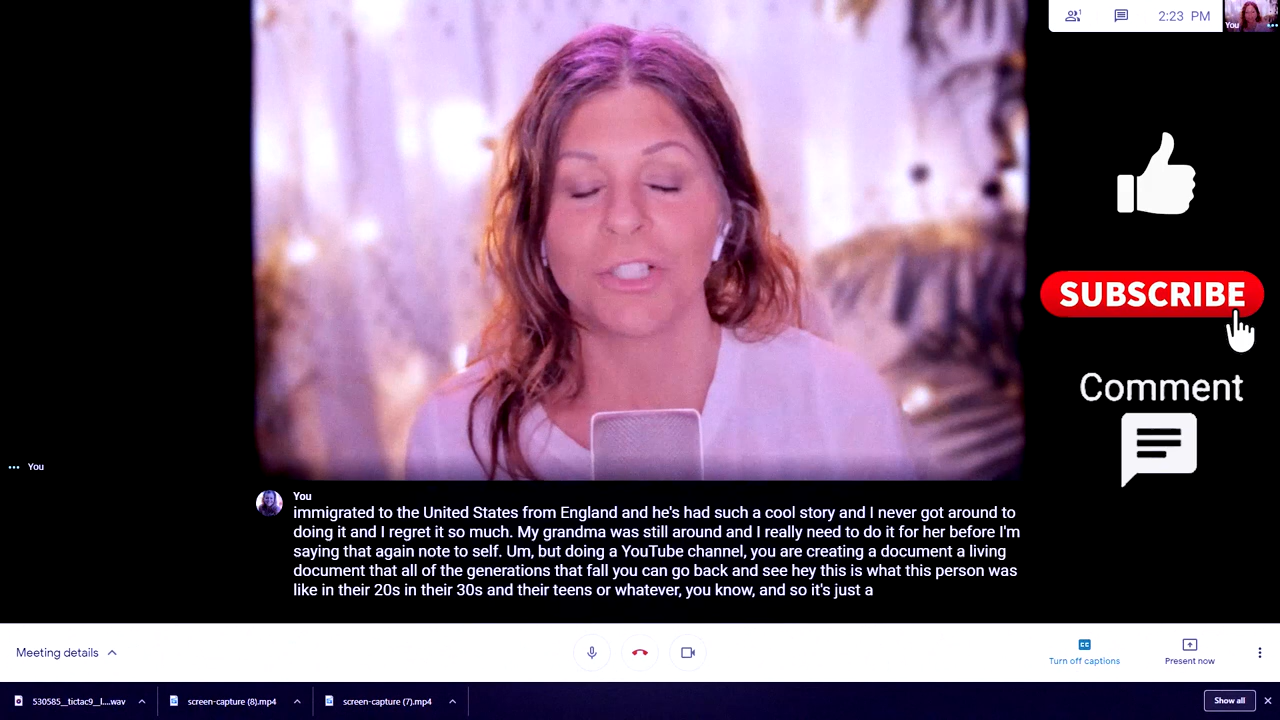 2:23 PM
You
SUBSCRIBE
Comment
You
You
immigrated to the United States from England and he's had such a cool story and I never got around to
doing it and I regret it so much. My grandma was still around and I really need to do it for her before I'm
saying that again note to self. Um, but doing a YouTube channel, you are creating a document a living
document that all of the generations that fall you can go back and see hey this is what this person was
like in their 20s in their 30s and their teens or whatever, you know, and so it's just a
Meeting details
CC
Turn off captions
Present now
530585__tictac9__l....wav
screen-capture (8).mp4
screen-capture (7).mp4
Show all